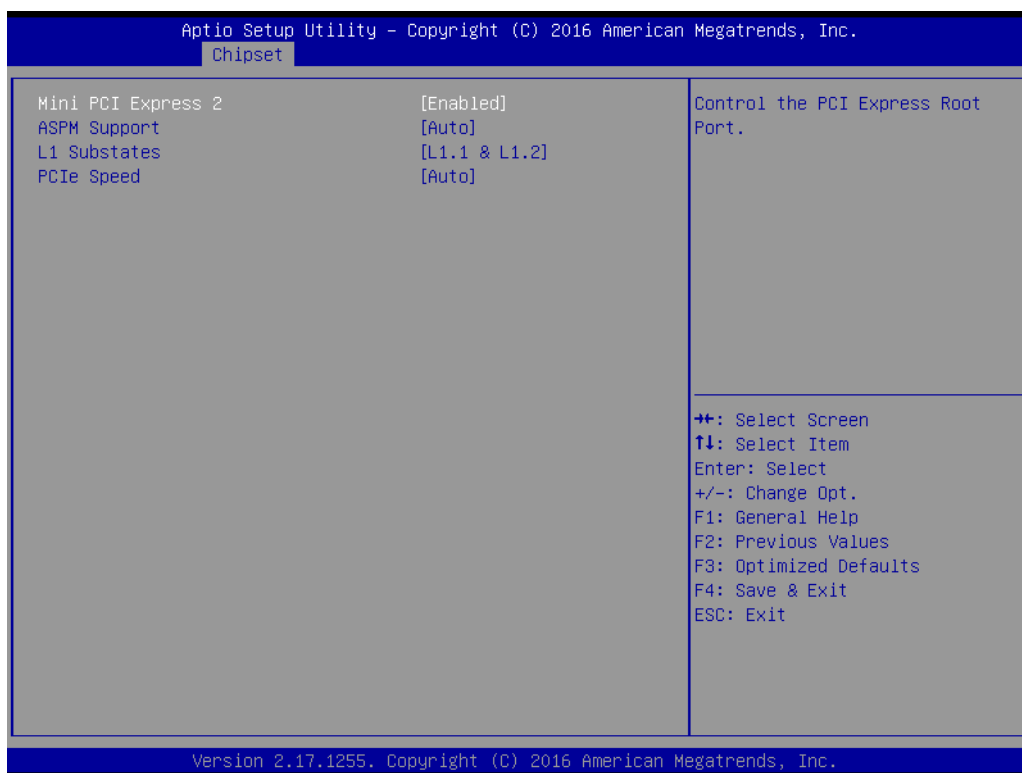 Aptio Setup Utility – Copyright (C) 2016 American Megatrends, Inc.
Chipset
Mini PCI Express 2 [Enabled]
ASPM Support [Auto]
L1 Substates [L1.1 & L1.2]
PCIe Speed [Auto]
Control the PCI Express Root
Port.
→←: Select Screen
↑↓: Select Item
Enter: Select
+/-: Change Opt.
F1: General Help
F2: Previous Values
F3: Optimized Defaults
F4: Save & Exit
ESC: Exit
Version 2.17.1255. Copyright (C) 2016 American Megatrends, Inc.